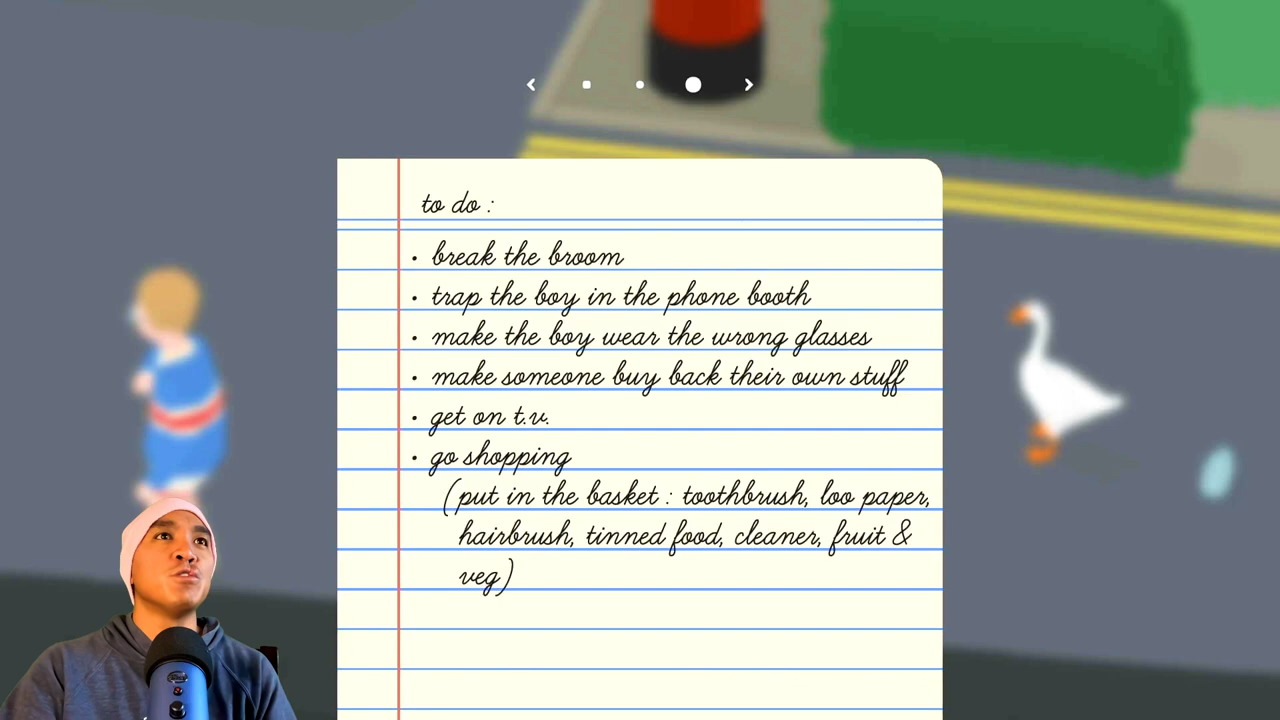 to do :
• break the broom
• trap the boy in the phone booth
• make the boy wear the wrong glasses
• make someone buy back their own stuff
• get on t.v.
• go shopping
(put in the basket : toothbrush, loo paper,
hairbrush, tinned food, cleaner, fruit &
veg)